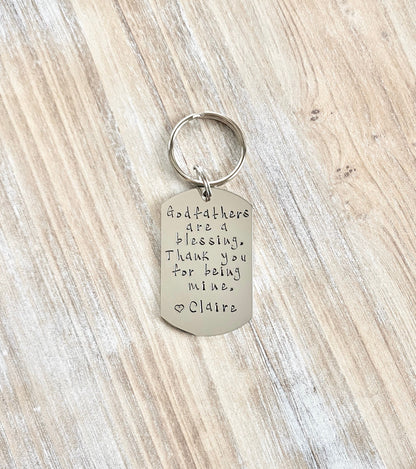 Godfathers
are a
blessing.
Thank you
for being
mine.
♡ Claire